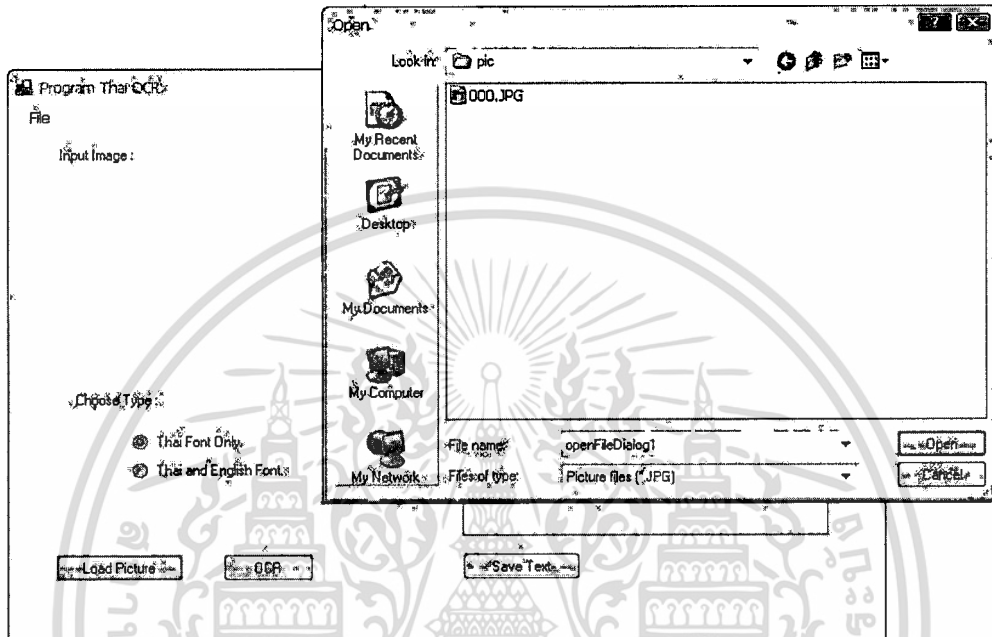 Open
Look in:
pic
000.JPG
My Recent
Documents
Desktop
My Documents
My Computer
My Network
File name:
openFileDialog1
Open
Files of type:
Picture files (*.JPG)
Cancel
Program Thai OCR
File
Input Image :
Choose Type :
Thai Font Only
Thai and English Font
Load Picture
OCR
Save Text